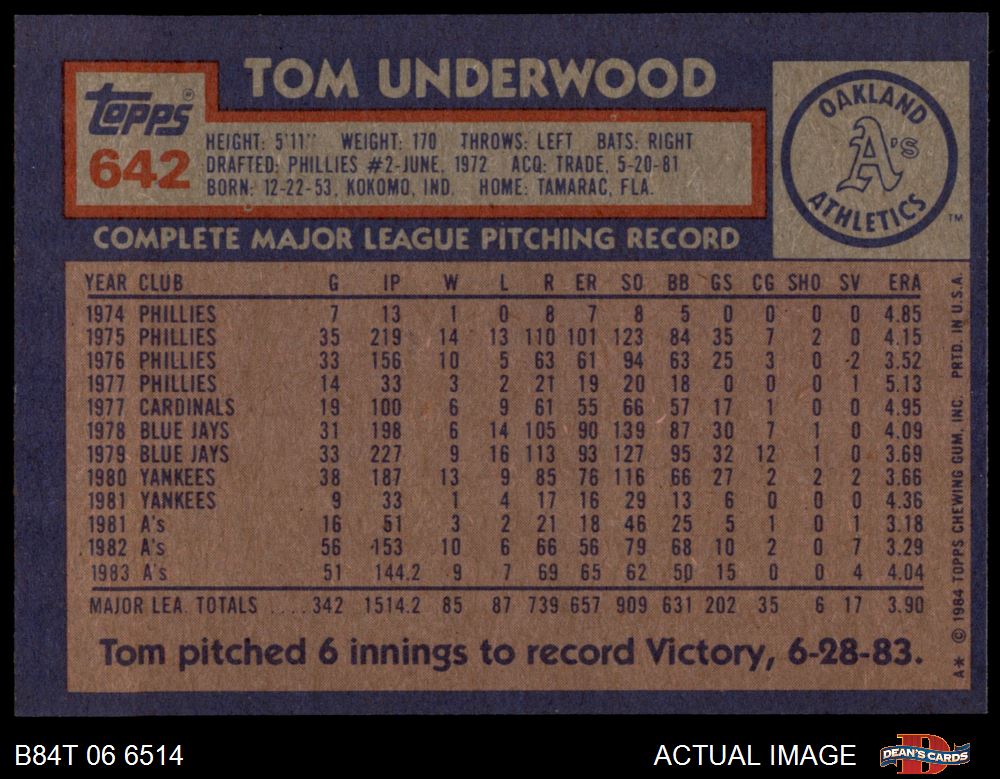 TOM UNDERWOOD
topps®
642
HEIGHT: 5'11" WEIGHT: 170 THROWS: LEFT BATS: RIGHT
DRAFTED: PHILLIES #2-JUNE, 1972 ACQ: TRADE, 5-20-81
BORN: 12-22-53, KOKOMO, IND. HOME: TAMARAC, FLA.
OAKLAND
A's
ATHLETICS
TM
COMPLETE MAJOR LEAGUE PITCHING RECORD
YEAR CLUB G IP W L R ER SO BB GS CG SHO SV ERA
1974 PHILLIES 7 13 1 0 8 7 8 5 0 0 0 0 4.85
1975 PHILLIES 35 219 14 13 110 101 123 84 35 7 2 0 4.15
1976 PHILLIES 33 156 10 5 63 61 94 63 25 3 0 2 3.52
1977 PHILLIES 14 33 3 2 21 19 20 18 0 0 0 1 5.13
1977 CARDINALS 19 100 6 9 61 55 66 57 17 1 0 0 4.95
1978 BLUE JAYS 31 198 6 14 105 90 139 87 30 7 1 0 4.09
1979 BLUE JAYS 33 227 9 16 113 93 127 95 32 12 1 0 3.69
1980 YANKEES 38 187 13 9 85 76 116 66 27 2 2 2 3.66
1981 YANKEES 9 33 1 4 17 16 29 13 6 0 0 0 4.36
1981 A's 16 51 3 2 21 18 46 25 5 1 0 1 3.18
1982 A's 56 153 10 6 66 56 79 68 10 2 0 7 3.29
1983 A's 51 144.2 9 7 69 65 62 50 15 0 0 4 4.04
MAJOR LEA. TOTALS .... 342 1514.2 85 87 739 657 909 631 202 35 6 17 3.90
Tom pitched 6 innings to record Victory, 6-28-83.
A* © 1984 TOPPS CHEWING GUM, INC. PRTD. IN U.S.A.
B84T 06 6514
ACTUAL IMAGE
DEAN'S CARDS